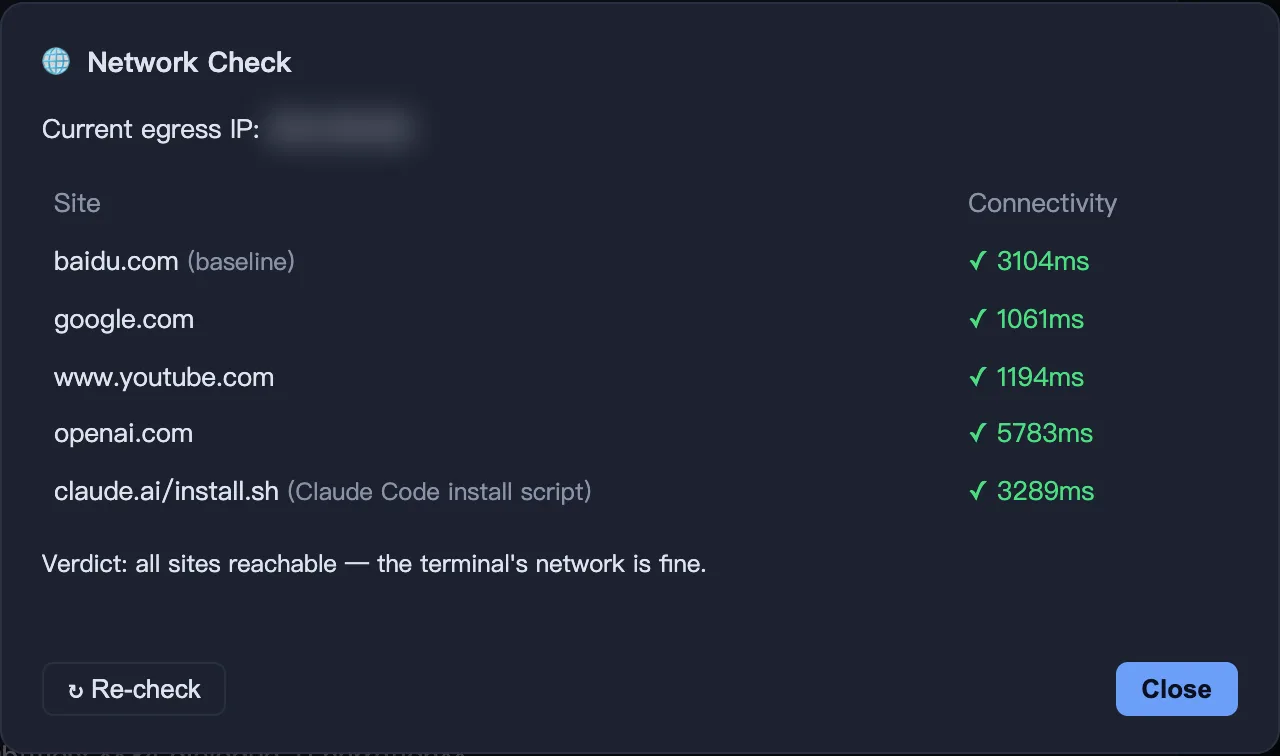 Network Check
Current egress IP:
Site Connectivity
baidu.com (baseline) ✓ 3104ms
google.com ✓ 1061ms
www.youtube.com ✓ 1194ms
openai.com ✓ 5783ms
claude.ai/install.sh (Claude Code install script) ✓ 3289ms
Verdict: all sites reachable — the terminal's network is fine.
↻ Re-check Close